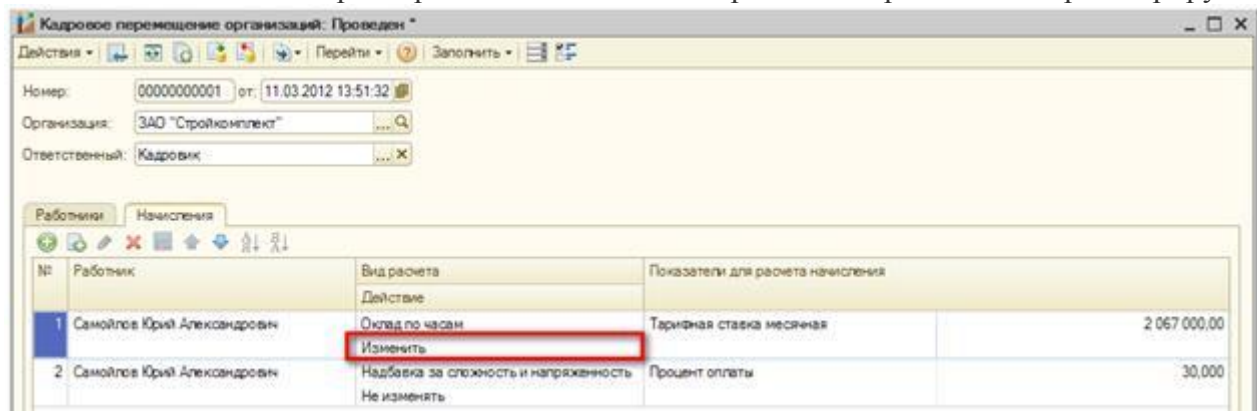 Кадровое перемещение организаций: Проведен *
Действия Перейти Заполнить
Номер: 00000000001 от: 11.03.2012 13:51:32
Организация: ЗАО "Стройкомплект" ...
Ответственный: Кадровик ... ×
Работники Начисления
№ Работник Вид расчета Показатели для расчета начисления
Действие
1 Самойлов Юрий Александрович Оклад по часам Тарифная ставка месячная 2 067 000,00
Изменить
2 Самойлов Юрий Александрович Надбавка за сложность и напряженность Процент оплаты 30,000
Не изменять